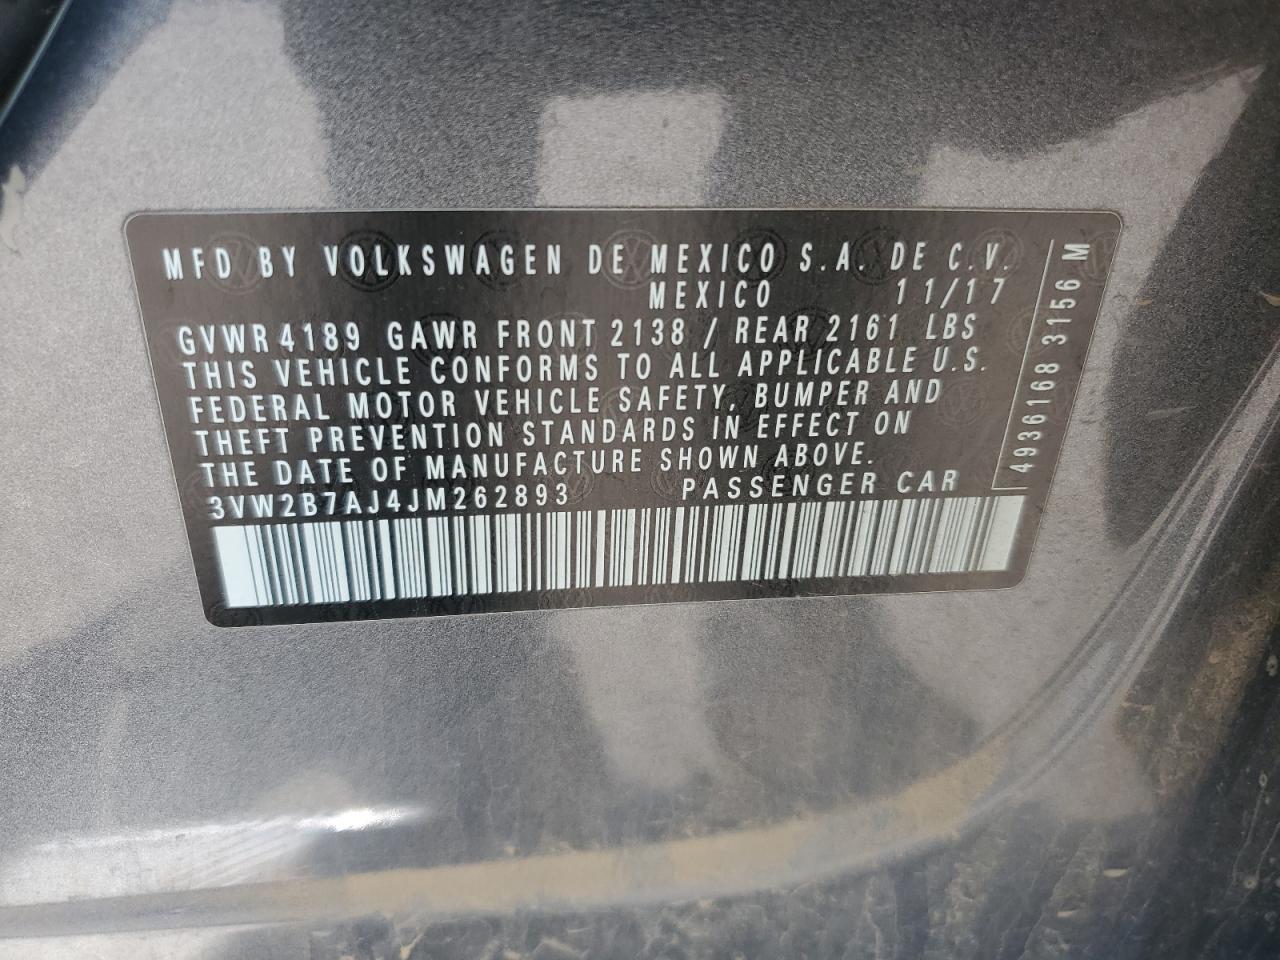 MFD BY VOLKSWAGEN DE MEXICO S.A. DE C.V.
MEXICO 11/17
GVWR 4189 GAWR FRONT 2138 / REAR 2161 LBS
THIS VEHICLE CONFORMS TO ALL APPLICABLE U.S.
FEDERAL MOTOR VEHICLE SAFETY, BUMPER AND
THEFT PREVENTION STANDARDS IN EFFECT ON
THE DATE OF MANUFACTURE SHOWN ABOVE.
3VW2B7AJ4JM262893 PASSENGER CAR
4936168 3156 M